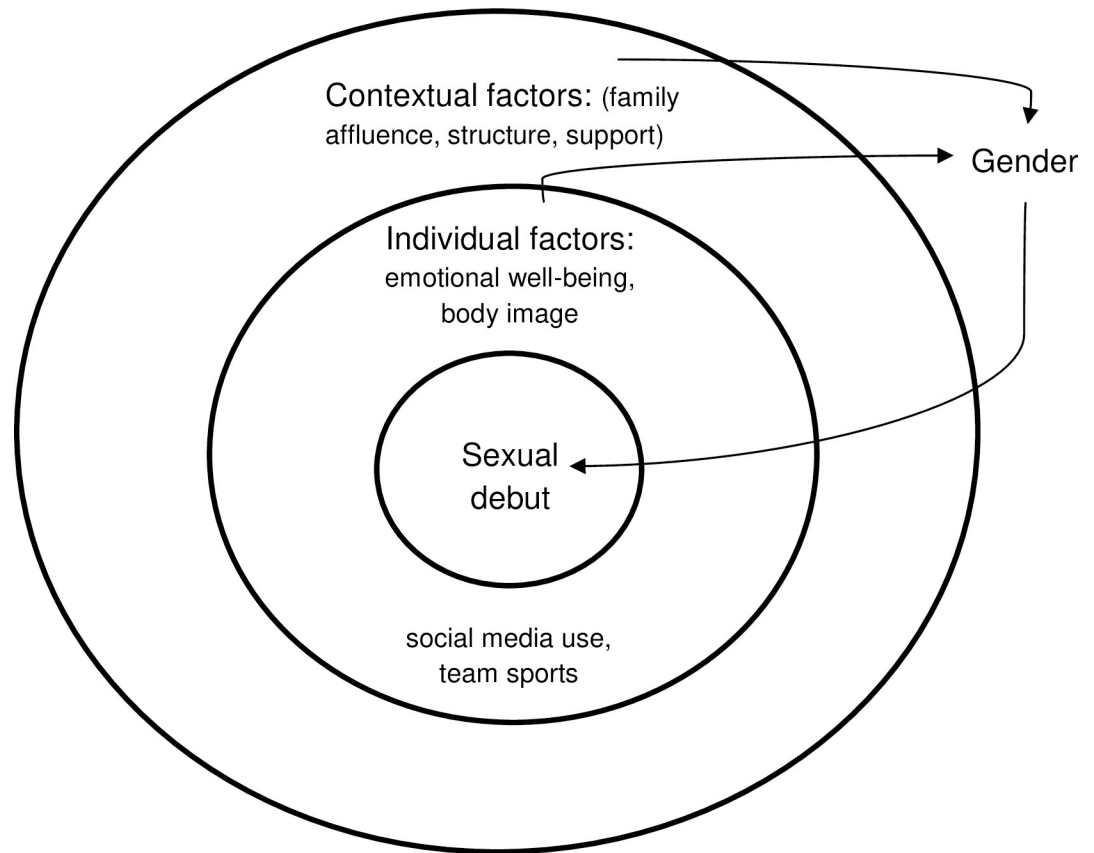 Contextual factors: (family
affluence, structure, support)
Gender
Individual factors:
emotional well-being,
body image
Sexual
debut
social media use,
team sports